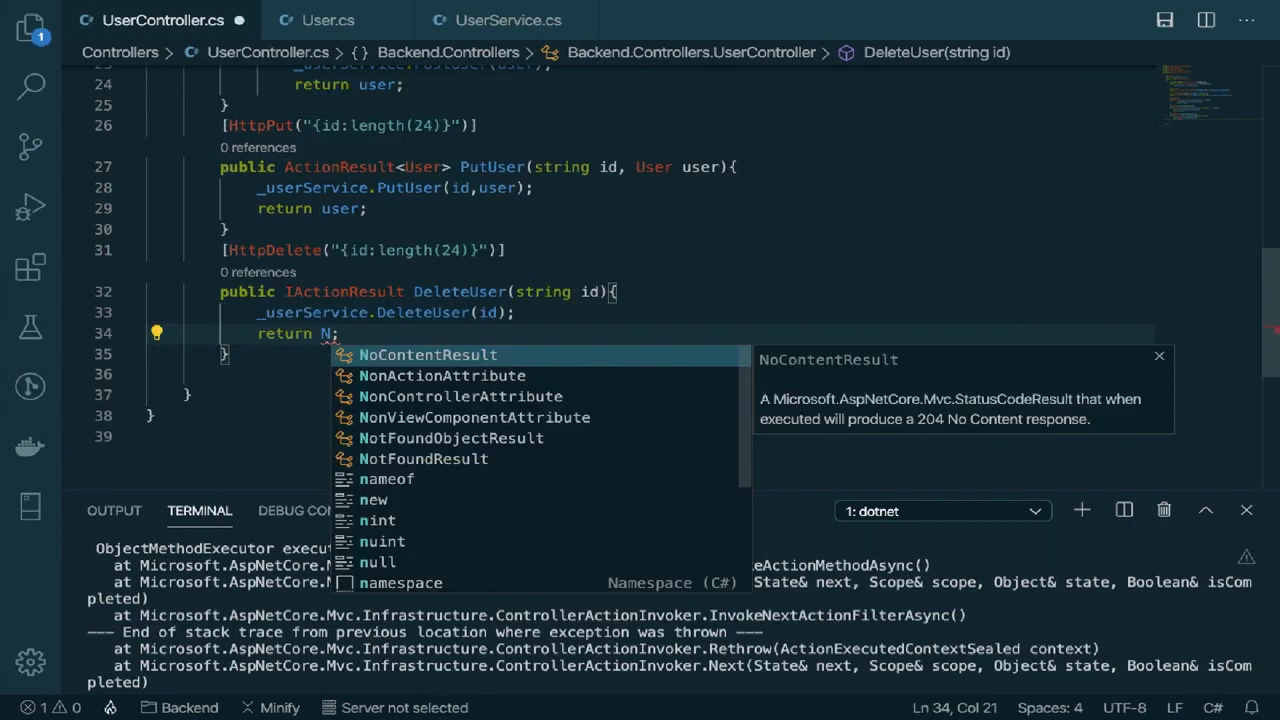 UserController.cs
User.cs
UserService.cs
Controllers > UserController.cs > {} Backend.Controllers > Backend.Controllers.UserController > DeleteUser(string id)
1
23 _userService.PostUser(user);
24 return user;
25 }
26 [HttpPut("{id:length(24)}")]
0 references
27 public ActionResult<User> PutUser(string id, User user){
28 _userService.PutUser(id,user);
29 return user;
30 }
31 [HttpDelete("{id:length(24)}")]
0 references
32 public IActionResult DeleteUser(string id){
33 _userService.DeleteUser(id);
34 return N;
35 }
36
37 }
38 }
39
NoContentResult
NonActionAttribute
NonControllerAttribute
NonViewComponentAttribute
NotFoundObjectResult
NotFoundResult
nameof
new
nint
nuint
null
namespace Namespace (C#)
NoContentResult
A Microsoft.AspNetCore.Mvc.StatusCodeResult that when
executed will produce a 204 No Content response.
OUTPUT TERMINAL DEBUG CON 1: dotnet
ObjectMethodExecutor execut
at Microsoft.AspNetCore.M keActionMethodAsync()
at Microsoft.AspNetCore.M State& next, Scope& scope, Object& state, Boolean& isCom
pleted)
at Microsoft.AspNetCore.Mvc.Infrastructure.ControllerActionInvoker.InvokeNextActionFilterAsync()
--- End of stack trace from previous location where exception was thrown ---
at Microsoft.AspNetCore.Mvc.Infrastructure.ControllerActionInvoker.Rethrow(ActionExecutedContextSealed context)
at Microsoft.AspNetCore.Mvc.Infrastructure.ControllerActionInvoker.Next(State& next, Scope& scope, Object& state, Boolean& isCom
pleted)
1 0 Backend Minify Server not selected Ln 34, Col 21 Spaces: 4 UTF-8 LF C#